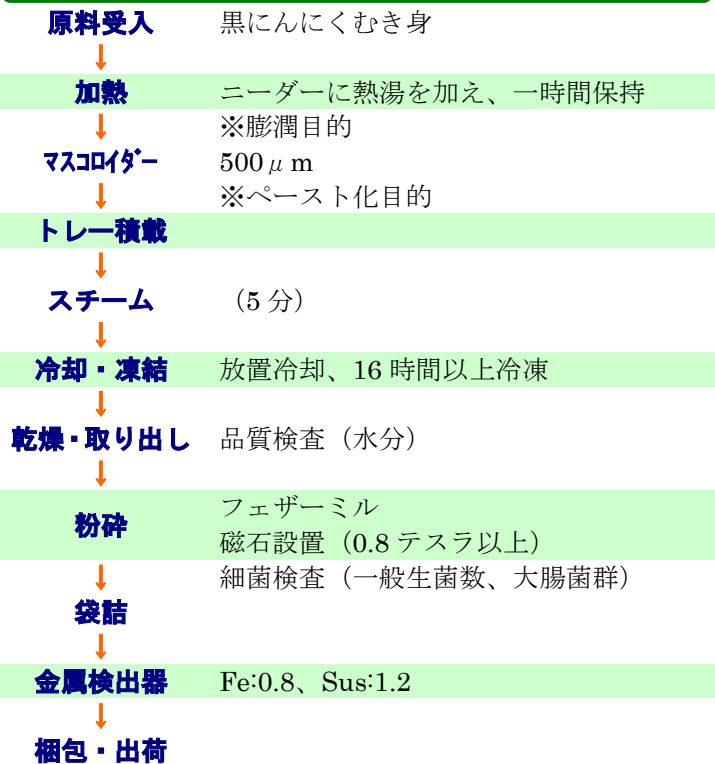 原料受入 黒にんにくむき身
↓
加熱 ニーダーに熱湯を加え、一時間保持
↓ ※膨潤目的
ﾏｽｺﾛｲﾀﾞｰ 500μm
↓ ※ペースト化目的
トレー積載
↓
スチーム （5分）
↓
冷却・凍結 放置冷却、16時間以上冷凍
↓
乾燥・取り出し 品質検査（水分）
↓
粉砕 フェザーミル
磁石設置（0.8テスラ以上）
↓ 細菌検査（一般生菌数、大腸菌群）
袋詰
↓
金属検出器 Fe:0.8、Sus:1.2
↓
梱包・出荷